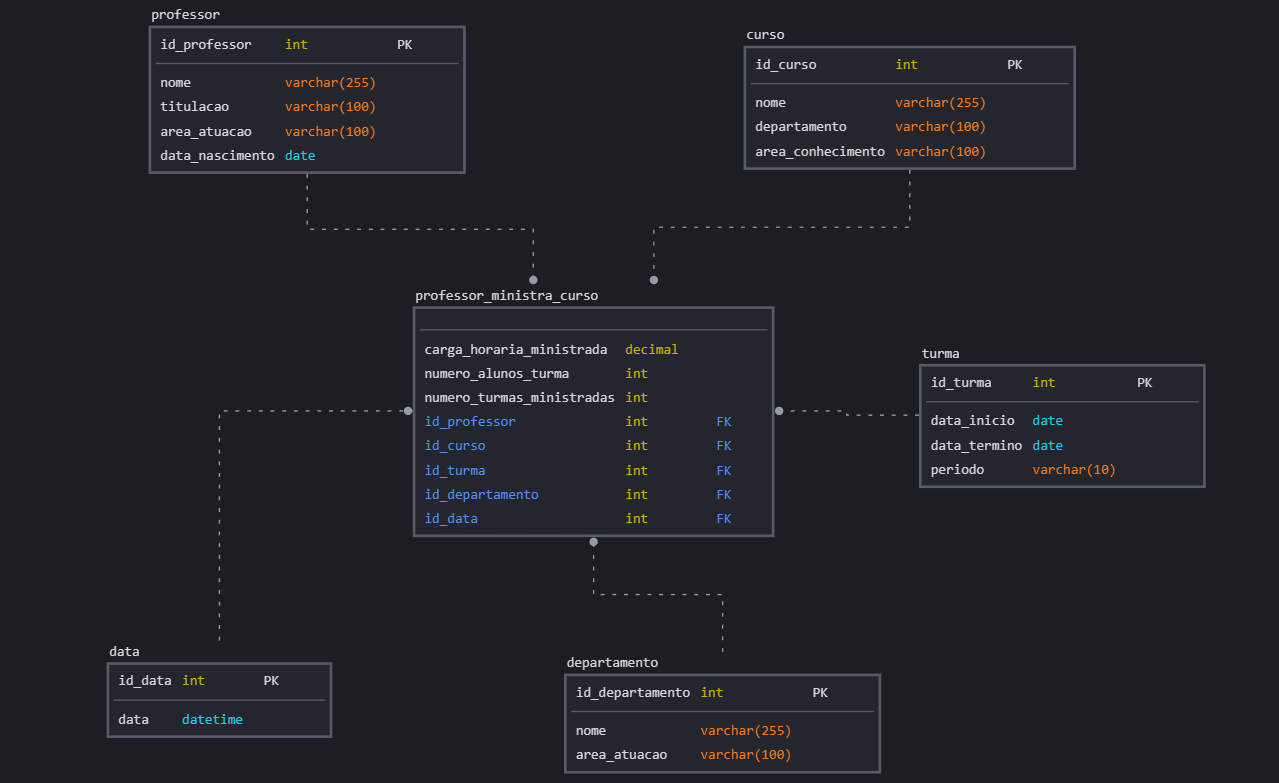 professor
id_professor int PK
nome varchar(255)
titulacao varchar(100)
area_atuacao varchar(100)
data_nascimento date
curso
id_curso int PK
nome varchar(255)
departamento varchar(100)
area_conhecimento varchar(100)
professor_ministra_curso
carga_horaria_ministrada decimal
numero_alunos_turma int
numero_turmas_ministradas int
id_professor int FK
id_curso int FK
id_turma int FK
id_departamento int FK
id_data int FK
turma
id_turma int PK
data_inicio date
data_termino date
periodo varchar(10)
data
id_data int PK
data datetime
departamento
id_departamento int PK
nome varchar(255)
area_atuacao varchar(100)